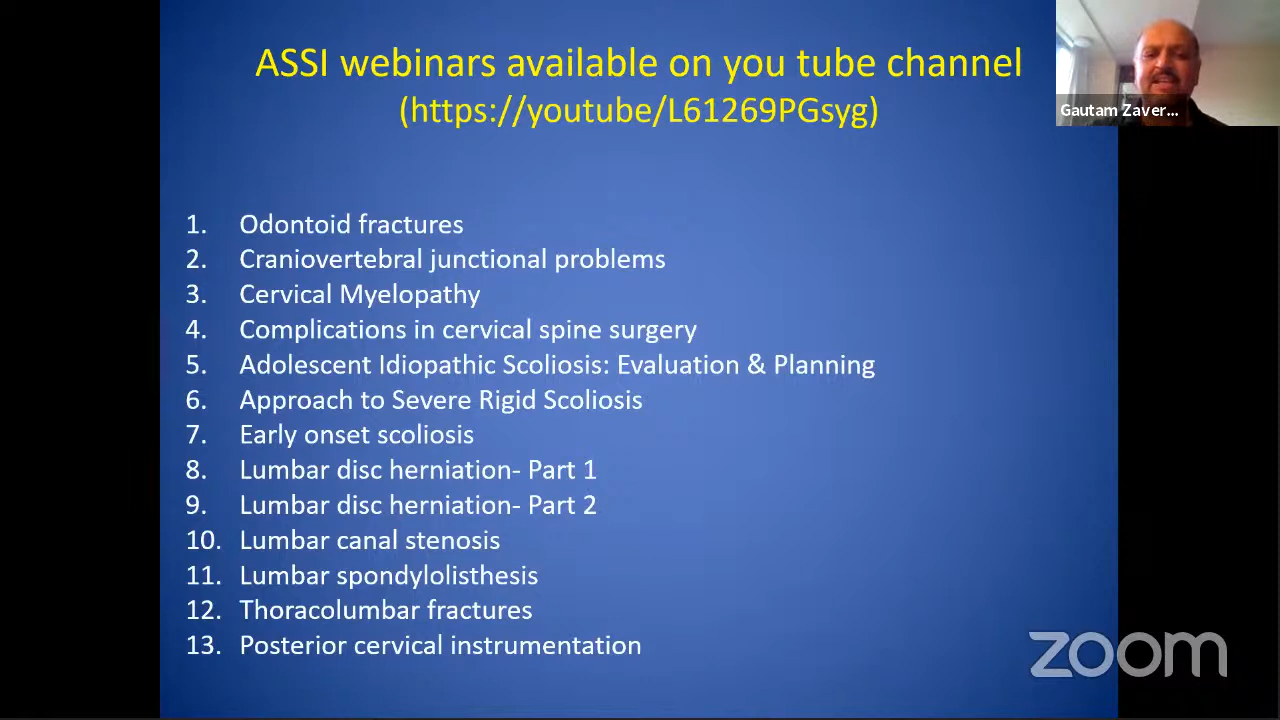 ASSI webinars available on you tube channel
(https://youtube/L61269PGsyg)
Gautam Zaver...
1. Odontoid fractures
2. Craniovertebral junctional problems
3. Cervical Myelopathy
4. Complications in cervical spine surgery
5. Adolescent Idiopathic Scoliosis: Evaluation & Planning
6. Approach to Severe Rigid Scoliosis
7. Early onset scoliosis
8. Lumbar disc herniation- Part 1
9. Lumbar disc herniation- Part 2
10. Lumbar canal stenosis
11. Lumbar spondylolisthesis
12. Thoracolumbar fractures
13. Posterior cervical instrumentation
zoom